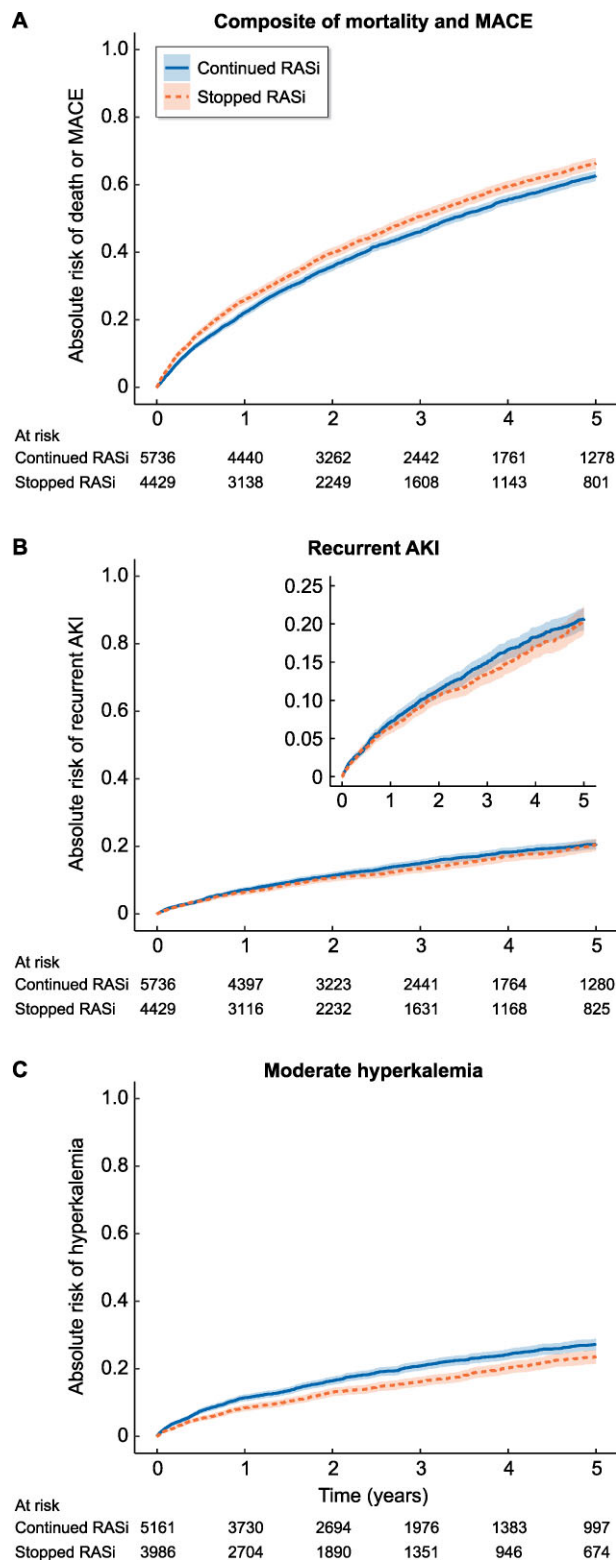 A Composite of mortality and MACE
Absolute risk of death or MACE
1.0
0.8
0.6
0.4
0.2
0
Continued RASi
Stopped RASi
0 1 2 3 4 5
At risk
Continued RASi 5736 4440 3262 2442 1761 1278
Stopped RASi 4429 3138 2249 1608 1143 801
B Recurrent AKI
Absolute risk of recurrent AKI
1.0
0.8
0.6
0.4
0.2
0
0.25
0.20
0.15
0.10
0.05
0
0 1 2 3 4 5
0 1 2 3 4 5
At risk
Continued RASi 5736 4397 3223 2441 1764 1280
Stopped RASi 4429 3116 2232 1631 1168 825
C Moderate hyperkalemia
Absolute risk of hyperkalemia
1.0
0.8
0.6
0.4
0.2
0
0 1 2 3 4 5
Time (years)
At risk
Continued RASi 5161 3730 2694 1976 1383 997
Stopped RASi 3986 2704 1890 1351 946 674